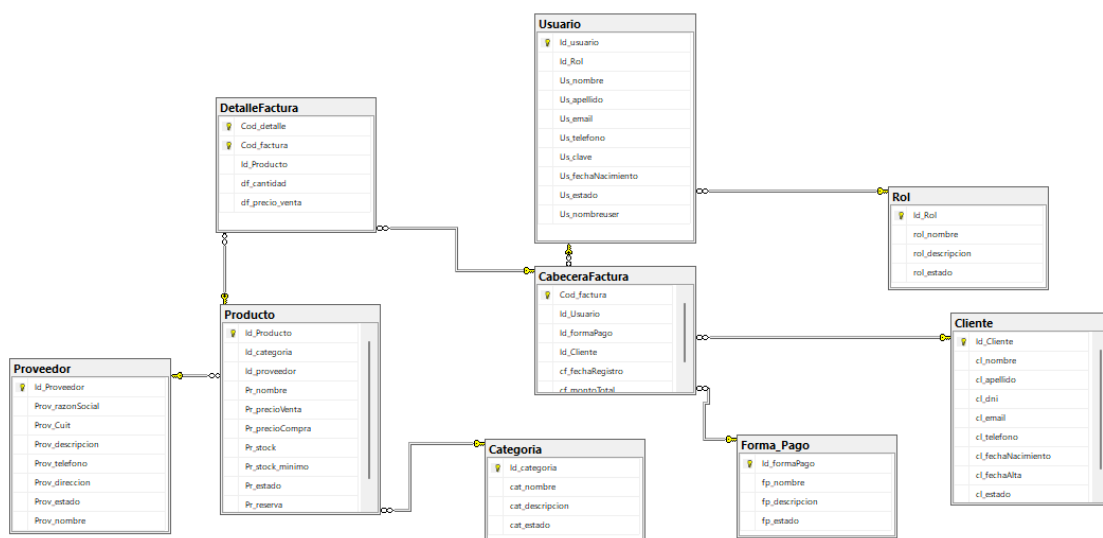 Usuario
Id_usuario
Id_Rol
Us_nombre
Us_apellido
Us_email
Us_telefono
Us_clave
Us_fechaNacimiento
Us_estado
Us_nombreuser
DetalleFactura
Cod_detalle
Cod_factura
Id_Producto
df_cantidad
df_precio_venta
Rol
Id_Rol
rol_nombre
rol_descripcion
rol_estado
CabeceraFactura
Cod_factura
Id_Usuario
Id_formaPago
Id_Cliente
cf_fechaRegistro
cf_montoTotal
Producto
Id_Producto
Id_categoria
Id_proveedor
Pr_nombre
Pr_precioVenta
Pr_precioCompra
Pr_stock
Pr_stock_minimo
Pr_estado
Pr_reserva
Cliente
Id_Cliente
cl_nombre
cl_apellido
cl_dni
cl_email
cl_telefono
cl_fechaNacimiento
cl_fechaAlta
cl_estado
Proveedor
Id_Proveedor
Prov_razonSocial
Prov_Cuit
Prov_descripcion
Prov_telefono
Prov_direccion
Prov_estado
Prov_nombre
Categoria
Id_categoria
cat_nombre
cat_descripcion
cat_estado
Forma_Pago
Id_formaPago
fp_nombre
fp_descripcion
fp_estado